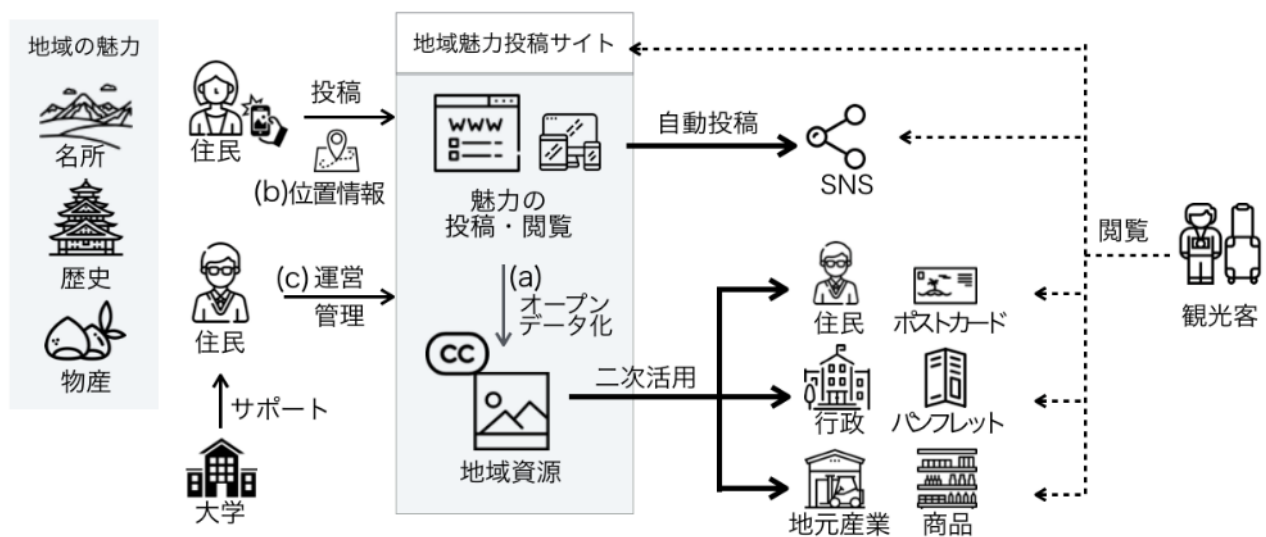 地域の魅力
名所
歴史
物産
住民
投稿
(b)位置情報
住民
(c) 運営
管理
サポート
大学
地域魅力投稿サイト
WWW
魅力の
投稿・閲覧
(a)
オープン
データ化
CC
地域資源
自動投稿
SNS
二次活用
住民
ポストカード
行政
パンフレット
地元産業
商品
閲覧
観光客